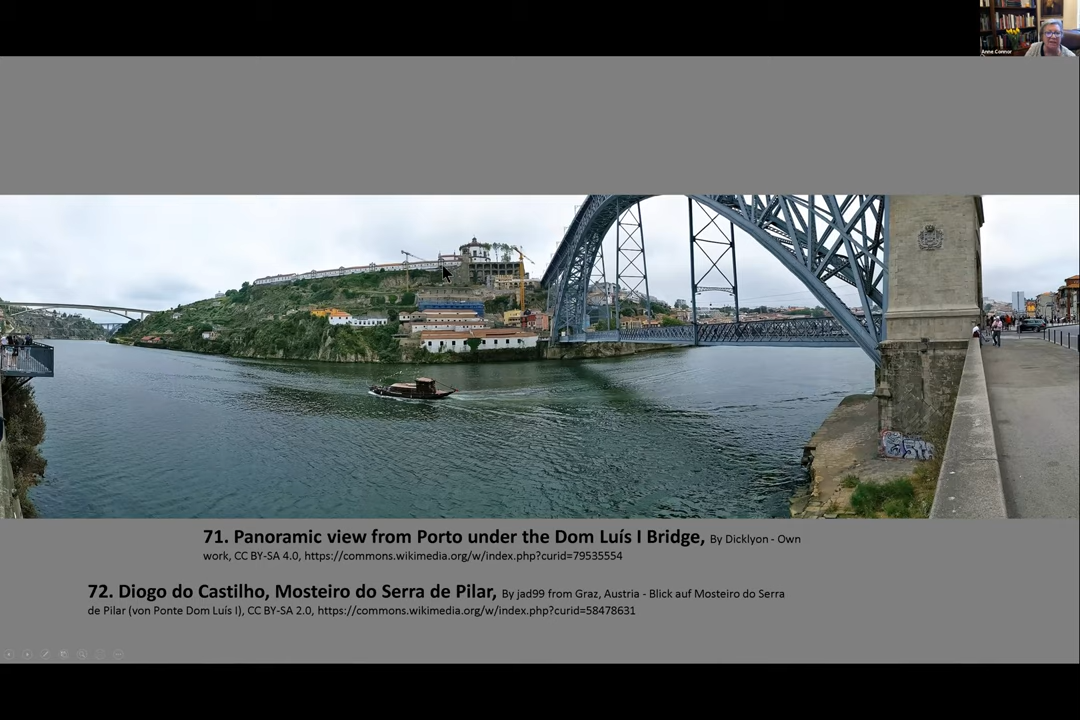 Anne Connor
71. Panoramic view from Porto under the Dom Luís I Bridge, By Dicklyon - Own
work, CC BY-SA 4.0, https://commons.wikimedia.org/w/index.php?curid=79535554
72. Diogo do Castilho, Mosteiro do Serra de Pilar, By jad99 from Graz, Austria - Blick auf Mosteiro do Serra
de Pilar (von Ponte Dom Luís I), CC BY-SA 2.0, https://commons.wikimedia.org/w/index.php?curid=58478631